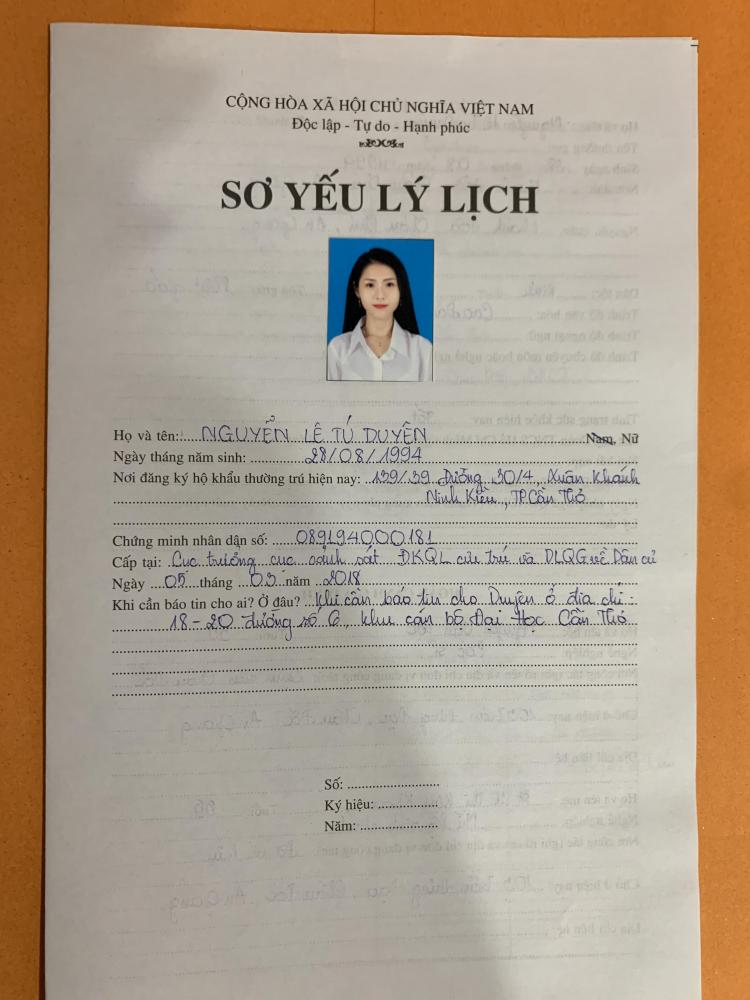 CỘNG HÒA XÃ HỘI CHỦ NGHĨA VIỆT NAM
Độc lập - Tự do - Hạnh phúc
SƠ YẾU LÝ LỊCH
Họ và tên: NGUYỄN LÊ TÚ DUYÊN Nam, Nữ
Ngày tháng năm sinh: 28/08/1994
Nơi đăng ký hộ khẩu thường trú hiện nay: 139/39 Đường 30/4, Xuân Khánh
Ninh Kiều, TP. Cần Thơ
Chứng minh nhân dận số: 089194000181
Cấp tại: Cục trưởng cục cảnh sát ĐKQL cứu trú và DLQG về Dân cư
Ngày 05 tháng 03 năm 2018
Khi cần báo tin cho ai? Ở đâu? Khi cần báo tin cho Duyên ở địa chỉ:
18-20 đường số 6, khu cán bộ Đại Học Cần Thơ
Số:
Ký hiệu:
Năm: